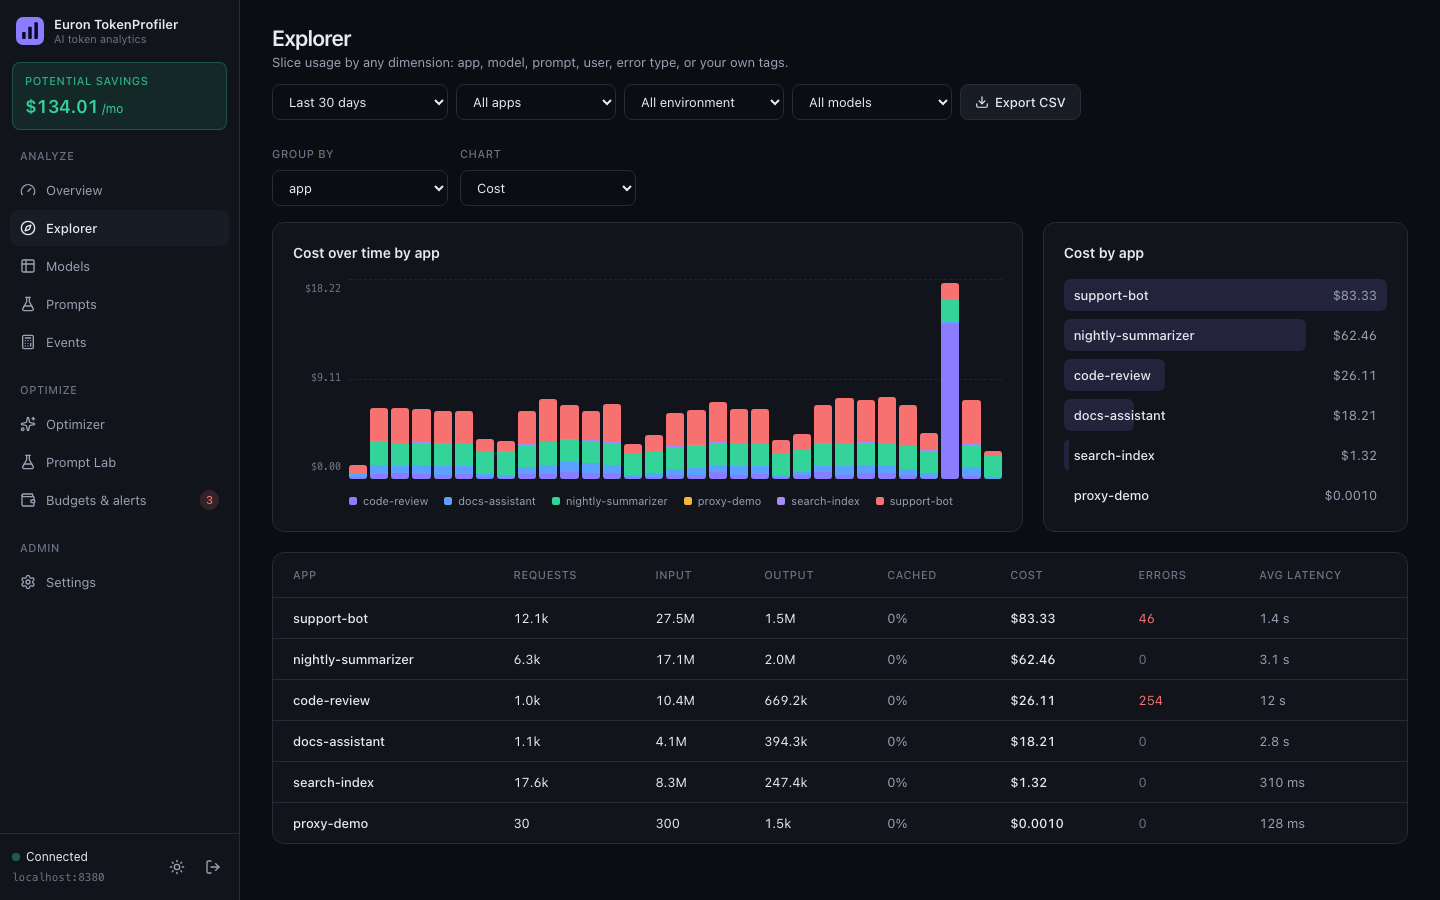 Euron TokenProfiler
AI token analytics
POTENTIAL SAVINGS
$134.01 /mo
ANALYZE
Overview
Explorer
Models
Prompts
Events
OPTIMIZE
Optimizer
Prompt Lab
Budgets & alerts 3
ADMIN
Settings
Connected
localhost:8380
Explorer
Slice usage by any dimension: app, model, prompt, user, error type, or your own tags.
Last 30 days All apps All environment All models Export CSV
GROUP BY CHART
app Cost
Cost over time by app
$18.22
$9.11
$0.00
code-review docs-assistant nightly-summarizer proxy-demo search-index support-bot
Cost by app
support-bot $83.33
nightly-summarizer $62.46
code-review $26.11
docs-assistant $18.21
search-index $1.32
proxy-demo $0.0010
APP REQUESTS INPUT OUTPUT CACHED COST ERRORS AVG LATENCY
support-bot 12.1k 27.5M 1.5M 0% $83.33 46 1.4 s
nightly-summarizer 6.3k 17.1M 2.0M 0% $62.46 0 3.1 s
code-review 1.0k 10.4M 669.2k 0% $26.11 254 12 s
docs-assistant 1.1k 4.1M 394.3k 0% $18.21 0 2.8 s
search-index 17.6k 8.3M 247.4k 0% $1.32 0 310 ms
proxy-demo 30 300 1.5k 0% $0.0010 0 128 ms